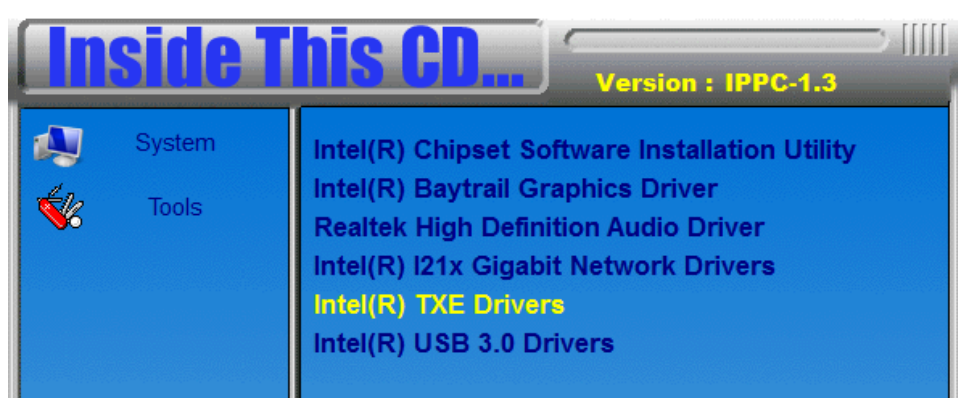 Inside This CD...
Version : IPPC-1.3
System
Tools
Intel(R) Chipset Software Installation Utility
Intel(R) Baytrail Graphics Driver
Realtek High Definition Audio Driver
Intel(R) I21x Gigabit Network Drivers
Intel(R) TXE Drivers
Intel(R) USB 3.0 Drivers